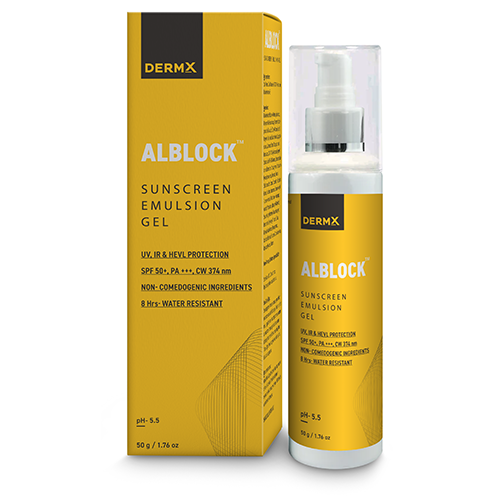 DERMX
ALBLOCK™
SUNSCREEN
EMULSION
GEL
UV, IR & HEVL PROTECTION
SPF 50+, PA +++, CW 374 nm
NON- COMEDOGENIC INGREDIENTS
8 Hrs- WATER RESISTANT
pH- 5.5
50 g / 1.76 oz
DERMX
ALBLOCK™
SUNSCREEN
EMULSION
GEL
UV, IR & HEVL PROTECTION
SPF 50+, PA +++, CW 374 nm
NON- COMEDOGENIC INGREDIENTS
8 Hrs- WATER RESISTANT
pH- 5.5
50 g / 1.76 oz